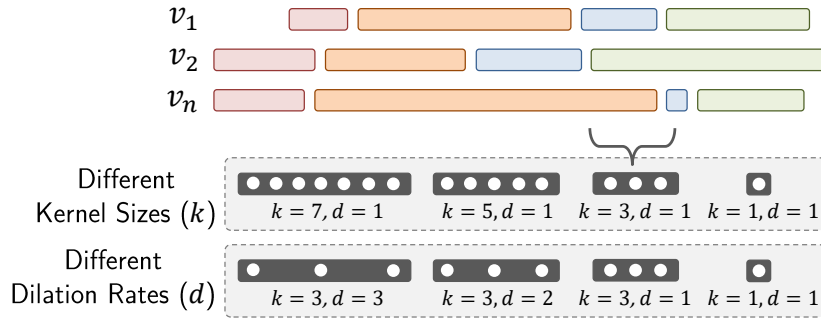 v₁
v₂
vₙ
Different
Kernel Sizes (k)
k = 7, d = 1 k = 5, d = 1 k = 3, d = 1 k = 1, d = 1
Different
Dilation Rates (d)
k = 3, d = 3 k = 3, d = 2 k = 3, d = 1 k = 1, d = 1